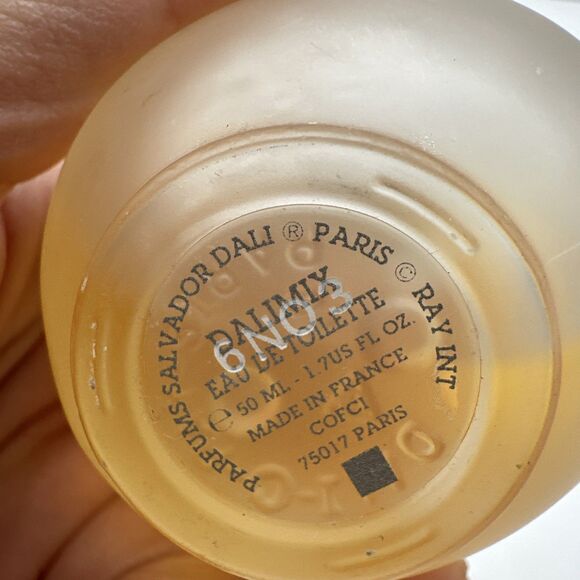 PARFUMS SALVADOR DALI ® PARIS © RAY INT
DALIMIX
6NO3
EAU DE TOILETTE
e 50 ML - 1.7US FL OZ.
MADE IN FRANCE
COFCI
75017 PARIS